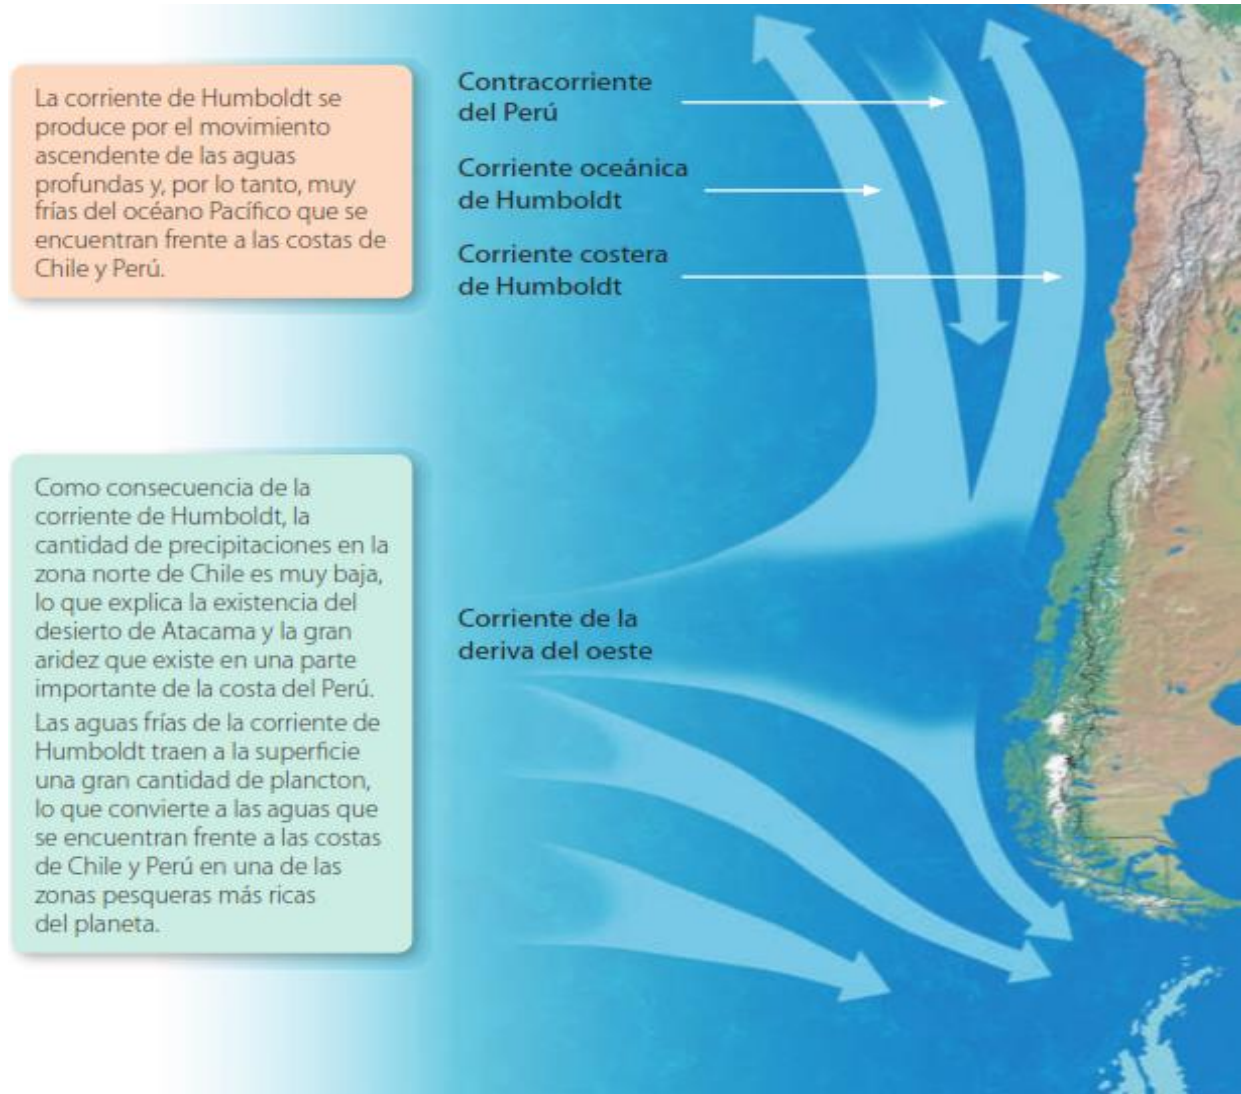 La corriente de Humboldt se
produce por el movimiento
ascendente de las aguas
profundas y, por lo tanto, muy
frías del océano Pacífico que se
encuentran frente a las costas de
Chile y Perú.
Contracorriente
del Perú
Corriente oceánica
de Humboldt
Corriente costera
de Humboldt
Como consecuencia de la
corriente de Humboldt, la
cantidad de precipitaciones en la
zona norte de Chile es muy baja,
lo que explica la existencia del
desierto de Atacama y la gran
aridez que existe en una parte
importante de la costa del Perú.
Las aguas frías de la corriente de
Humboldt traen a la superficie
una gran cantidad de plancton,
lo que convierte a las aguas que
se encuentran frente a las costas
de Chile y Perú en una de las
zonas pesqueras más ricas
del planeta.
Corriente de la
deriva del oeste